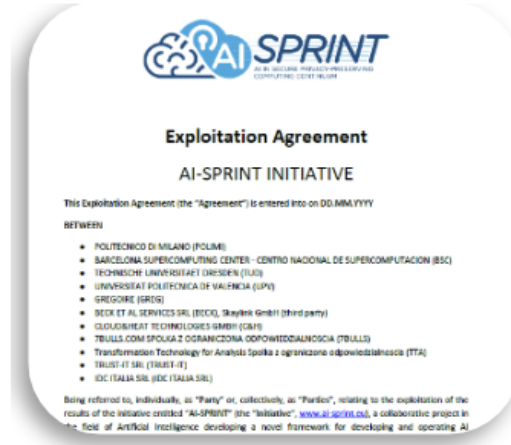 AI SPRINT
AI IN SECURE PRIVACY-PRESERVING
COMPUTING CONTINUUM
Exploitation Agreement
AI-SPRINT INITIATIVE
This Exploitation Agreement (the "Agreement") is entered into on DD.MM.YYYY
BETWEEN
• POLITECNICO DI MILANO (POLIMI)
• BARCELONA SUPERCOMPUTING CENTER - CENTRO NACIONAL DE SUPERCOMPUTACION (BSC)
• TECHNISCHE UNIVERSITAET DRESDEN (TUD)
• UNIVERSITAT POLITECNICA DE VALENCIA (UPV)
• GREGOIRE (GREG)
• BECK ET AL SERVICES SRL (BECK), Skaylink GmbH (third party)
• CLOUD&HEAT TECHNOLOGIES GMBH (C&H)
• 7BULLS.COM SPOLKA Z OGRANICZONA ODPOWIEDZIALNOSCIA (7BULLS)
• Transformation Technology for Analysis Spolka z ograniczona odpowiedzialnoscia (TTA)
• TRUST-IT SRL (TRUST-IT)
• IDC ITALIA SRL (IDC ITALIA SRL)
Being referred to, individually, as "Party" or, collectively, as "Parties", relating to the exploitation of the
results of the initiative entitled "AI-SPRINT" (the "Initiative", www.ai-sprint.eu), a collaborative project in
the field of Artificial Intelligence developing a novel framework for developing and operating AI